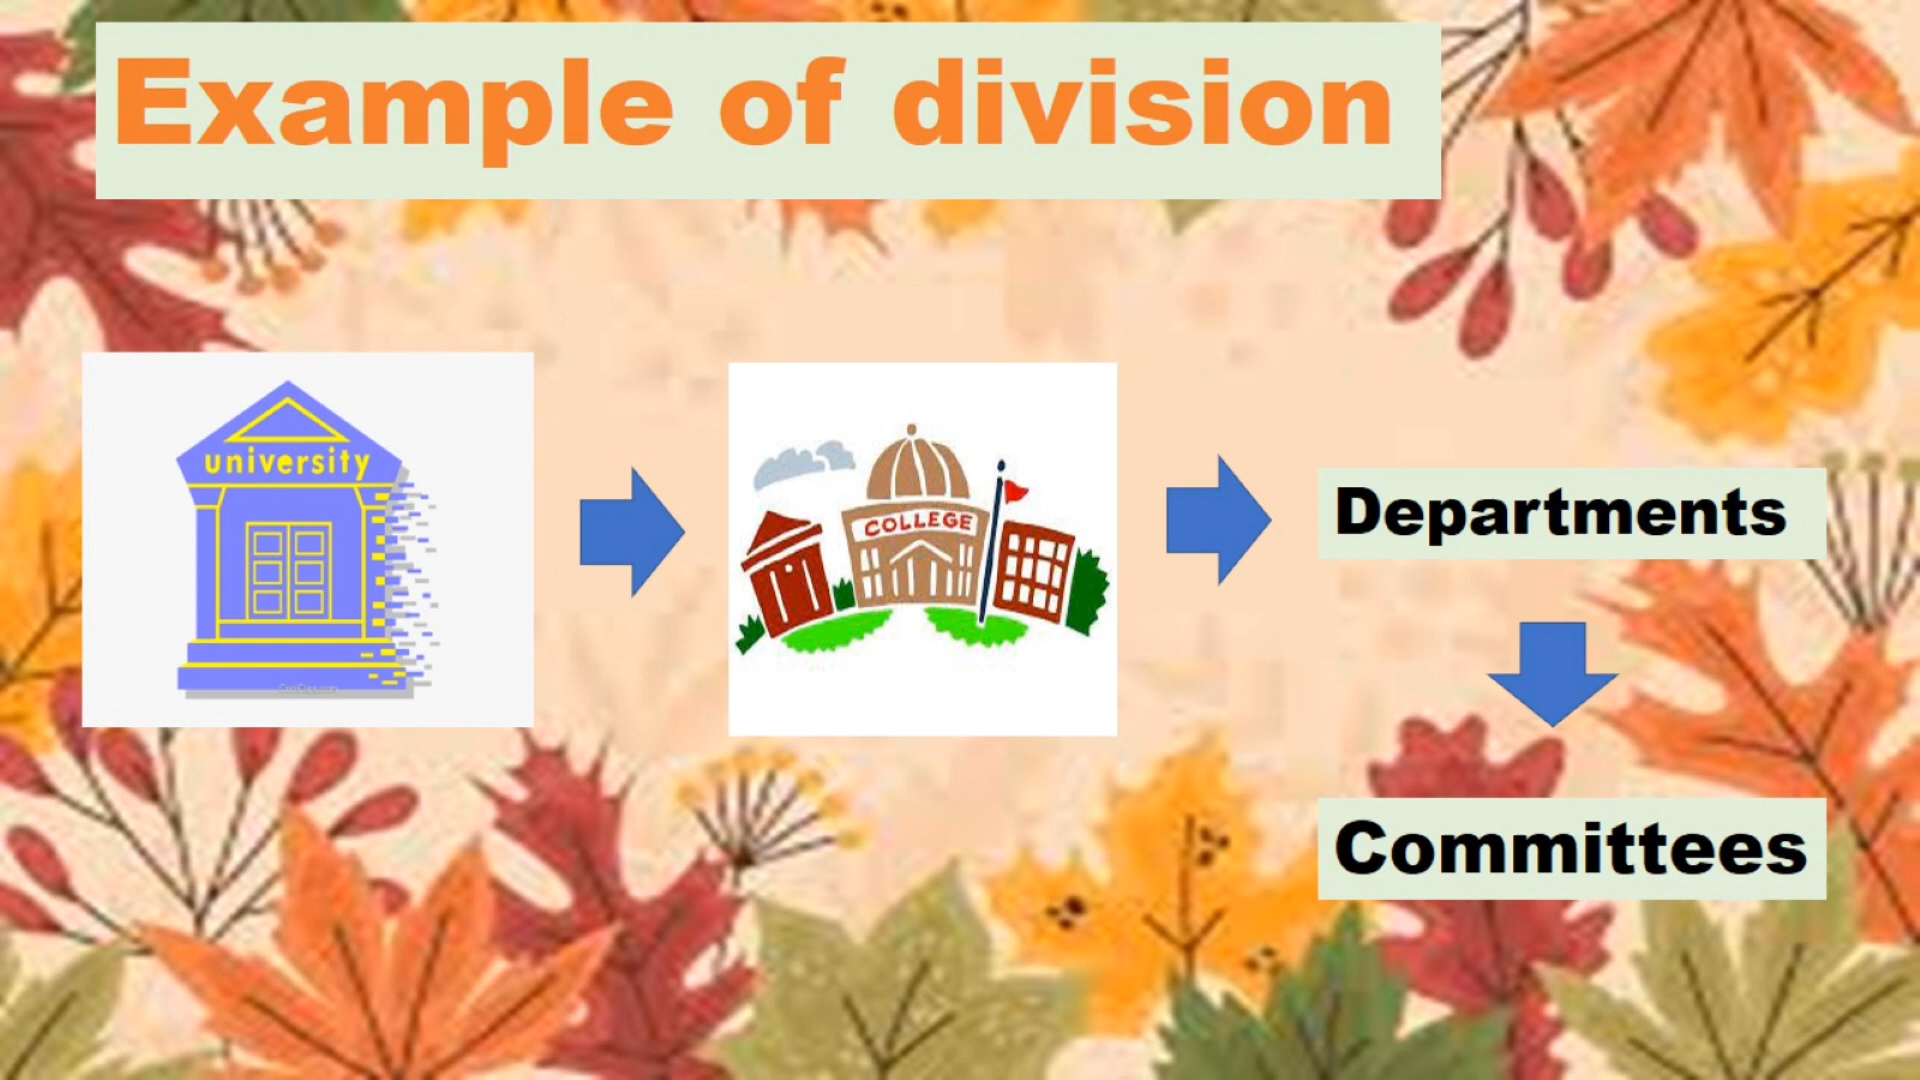 Example of division
university
COLLEGE
Departments
Committees